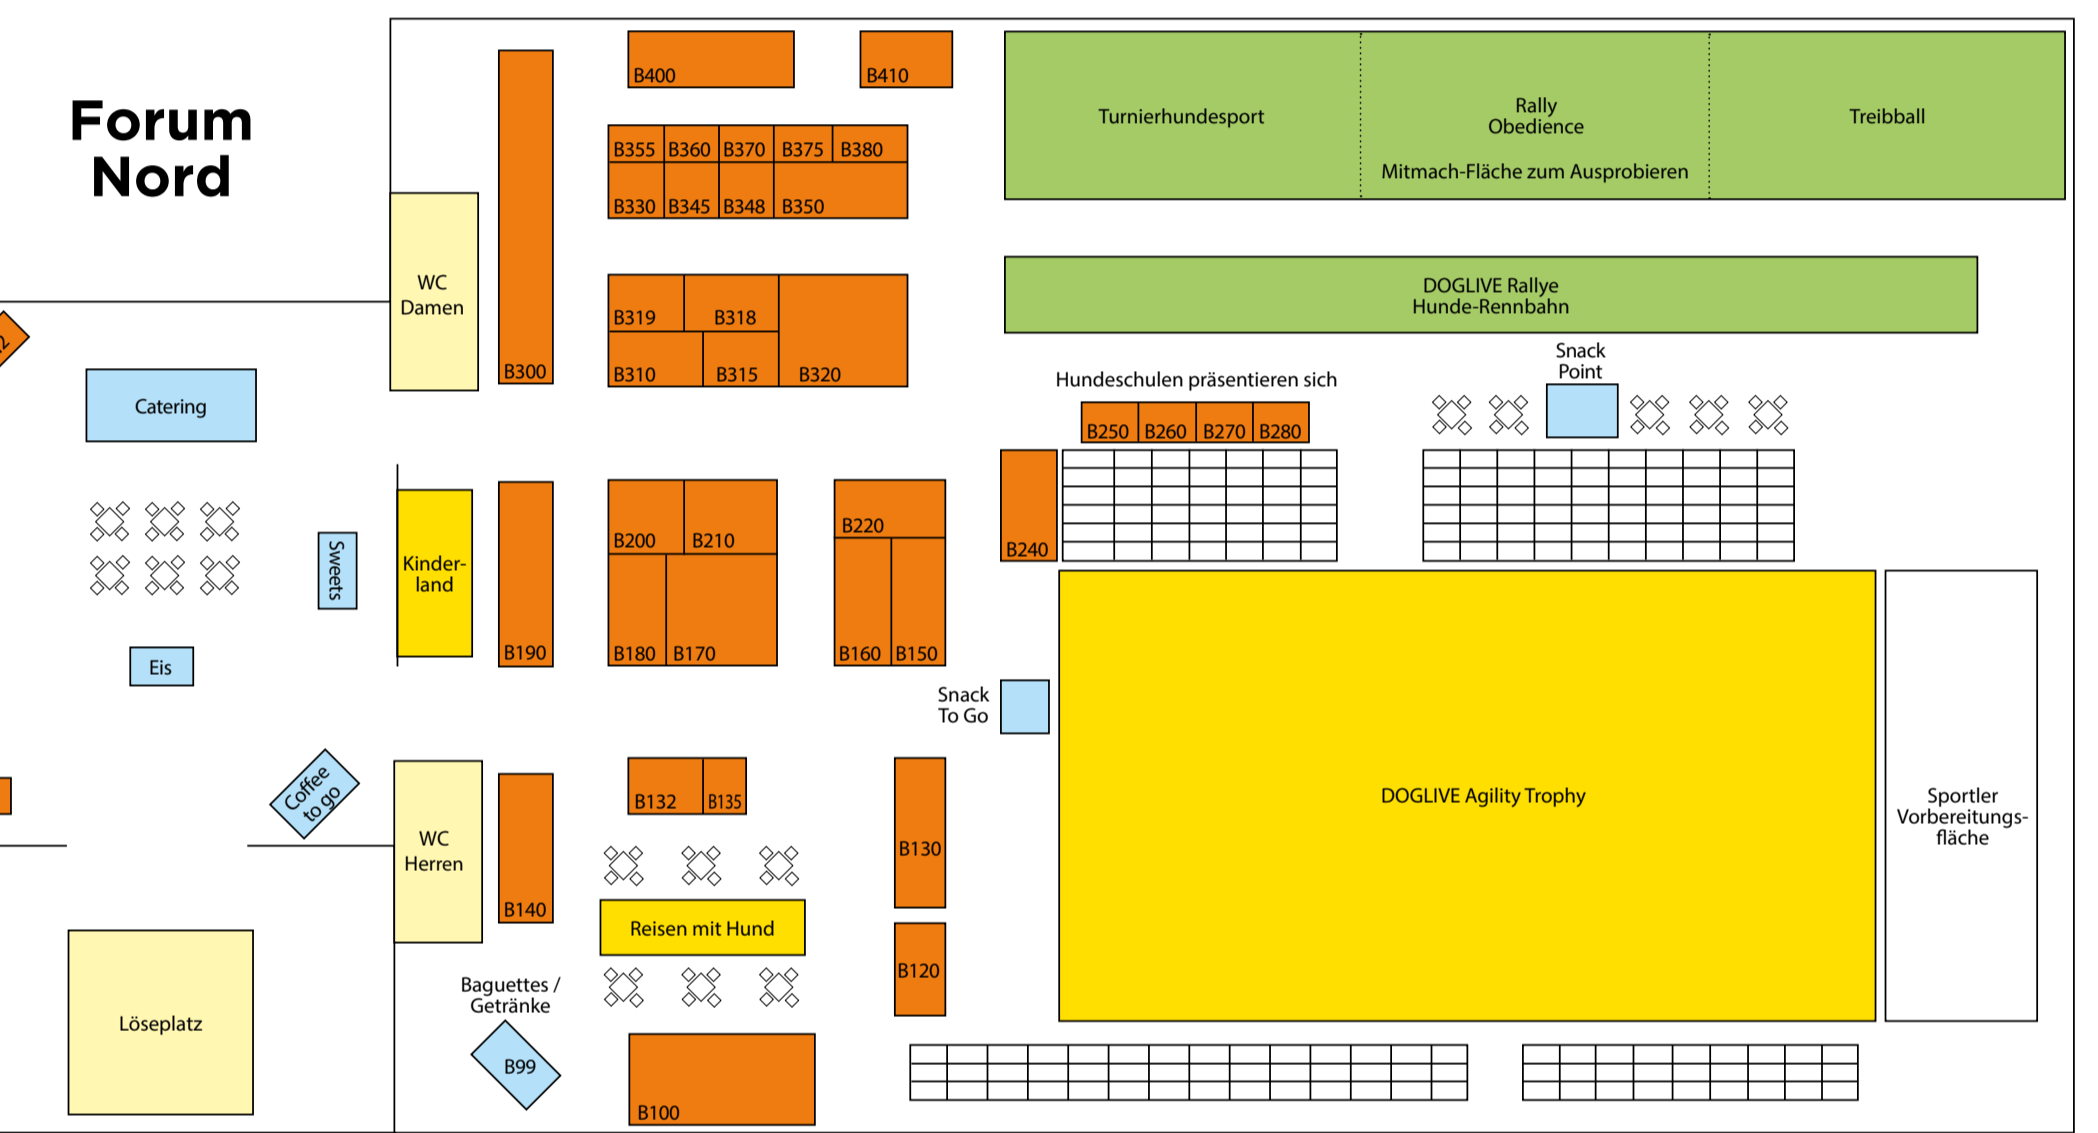 Forum
Nord
B400
B410
Turnierhundesport
Rally
Obedience
Mitmach-Fläche zum Ausprobieren
Treibball
B355 B360 B370 B375 B380
B330 B345 B348 B350
WC
Damen
B300
B319 B318
B310 B315 B320
DOGLIVE Rallye
Hunde-Rennbahn
2
Catering
Hundeschulen präsentieren sich
B250 B260 B270 B280
Snack
Point
Sweets
Kinder-
land
B190
B200 B210
B180 B170
B220
B160 B150
B240
Eis
Snack
To Go
Coffee
to go
WC
Herren
B140
B132 B135
B130
Reisen mit Hund
B120
DOGLIVE Agility Trophy
Sportler
Vorbereitungs-
fläche
Löseplatz
Baguettes /
Getränke
B99
B100